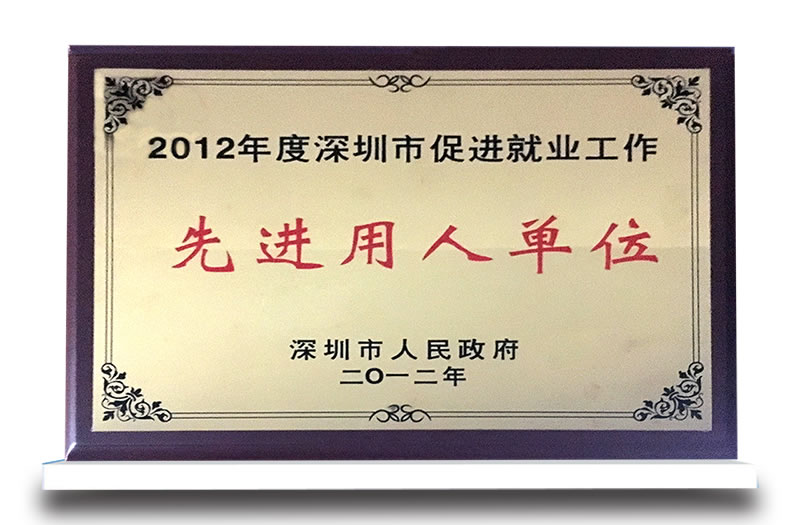 2012年度深圳市促进就业工作
先进用人单位
深圳市人民政府
二O一二年